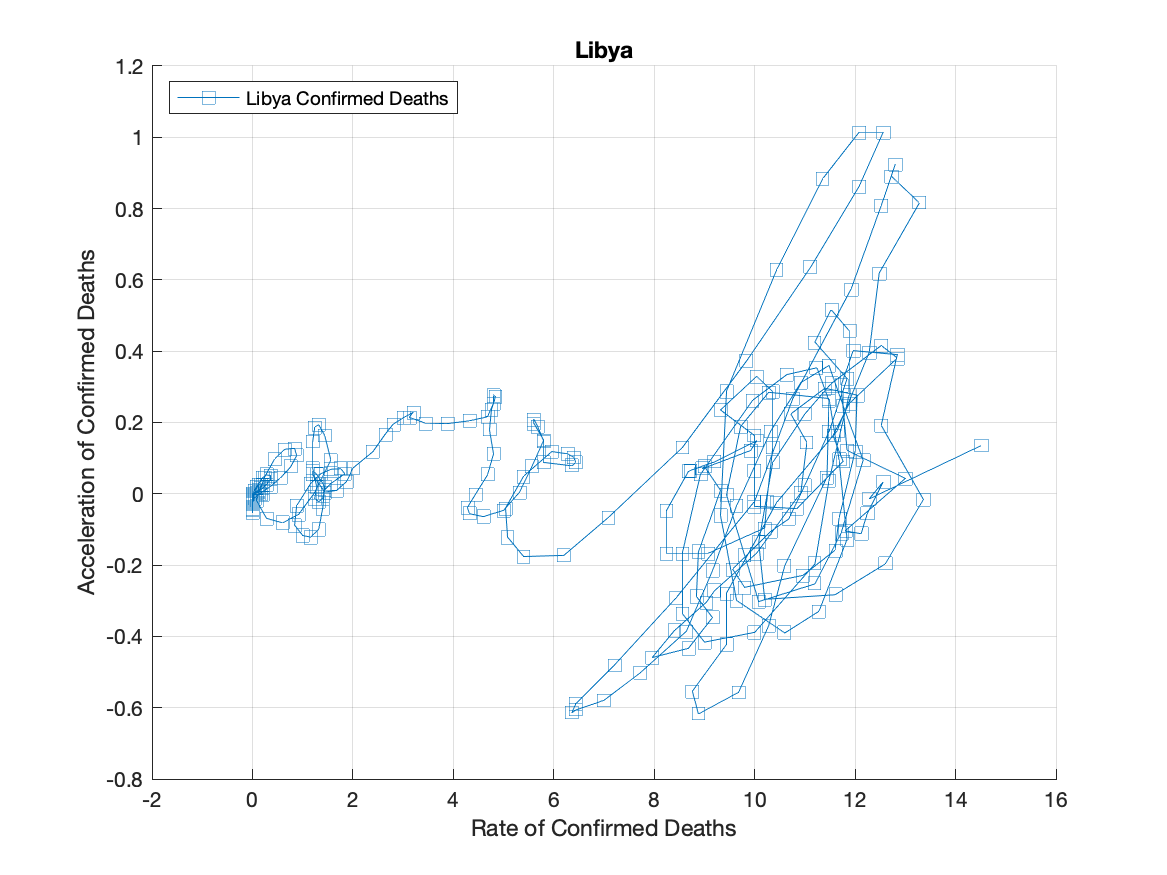 Libya
Libya Confirmed Deaths
Acceleration of Confirmed Deaths
1.2
1
0.8
0.6
0.4
0.2
0
-0.2
-0.4
-0.6
-0.8
-2 0 2 4 6 8 10 12 14 16
Rate of Confirmed Deaths